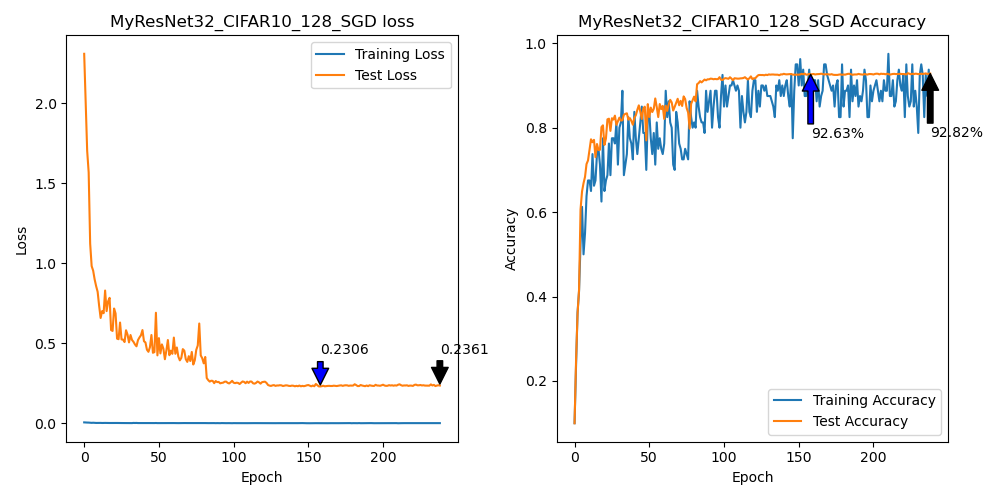 MyResNet32_CIFAR10_128_SGD loss
Training Loss
Test Loss
2.0
1.5
1.0
0.5
0.0
0.2306
0.2361
0
50
100
150
200
Epoch
Loss
MyResNet32_CIFAR10_128_SGD Accuracy
1.0
0.8
0.6
0.4
0.2
92.63%
92.82%
Training Accuracy
Test Accuracy
0
50
100
150
200
Epoch
Accuracy